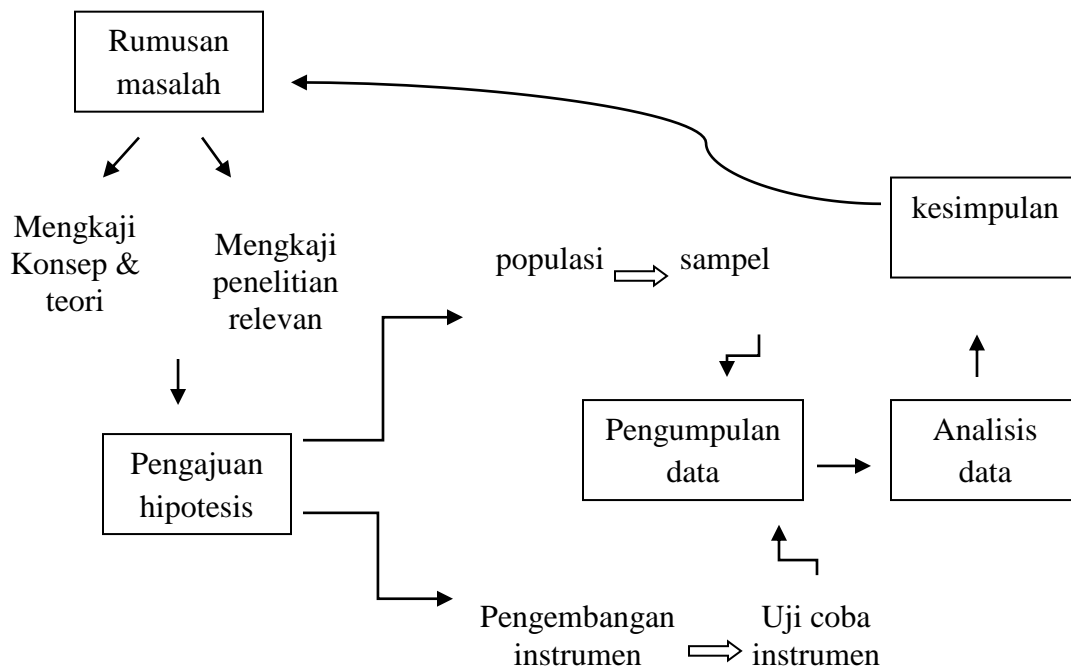 Rumusan
masalah
Mengkaji
Konsep &
teori
Mengkaji
penelitian
relevan
populasi
sampel
kesimpulan
Pengajuan
hipotesis
Pengumpulan
data
Analisis
data
Pengembangan
instrumen
Uji coba
instrumen